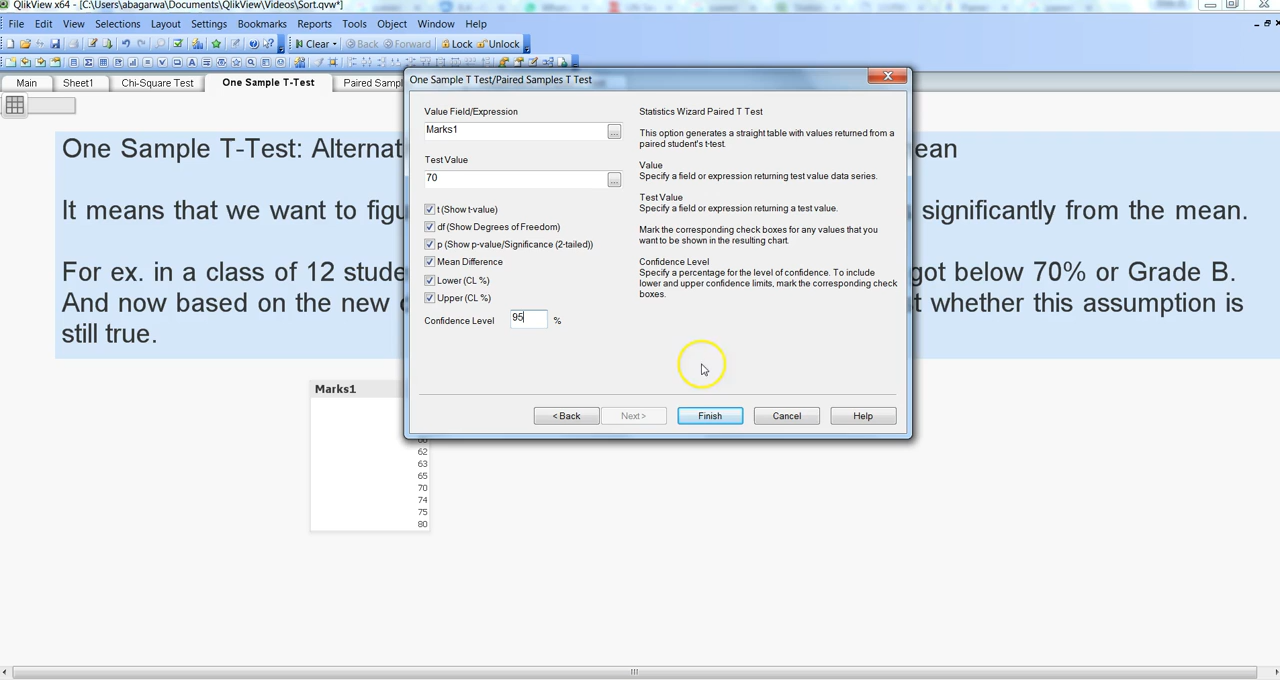 QlikView x64 - [C:\Users\abagarwa\Documents\QlikView\Videos\Sort.qvw*]
File Edit View Selections Layout Settings Bookmarks Reports Tools Object Window Help
Clear Back Forward Lock Unlock
Main Sheet1 Chi-Square Test One Sample T-Test Paired Samp
One Sample T Test/Paired Samples T Test
Value Field/Expression
Marks1
...
Test Value
70
...
t (Show t-value)
df (Show Degrees of Freedom)
p (Show p-value/Significance (2-tailed))
Mean Difference
Lower (CL %)
Upper (CL %)
Confidence Level 95 %
Statistics Wizard Paired T Test
This option generates a straight table with values returned from a
paired student's t-test.
Value
Specify a field or expression returning test value data series.
Test Value
Specify a field or expression returning a test value.
Mark the corresponding check boxes for any values that you
want to be shown in the resulting chart.
Confidence Level
Specify a percentage for the level of confidence. To include
lower and upper confidence limits, mark the corresponding check
boxes.
< Back Next > Finish Cancel Help
One Sample T-Test: Alternat ean
It means that we want to figu significantly from the mean.
For ex. in a class of 12 stude got below 70% or Grade B.
And now based on the new whether this assumption is
still true.
Marks1
62
63
65
70
74
75
80